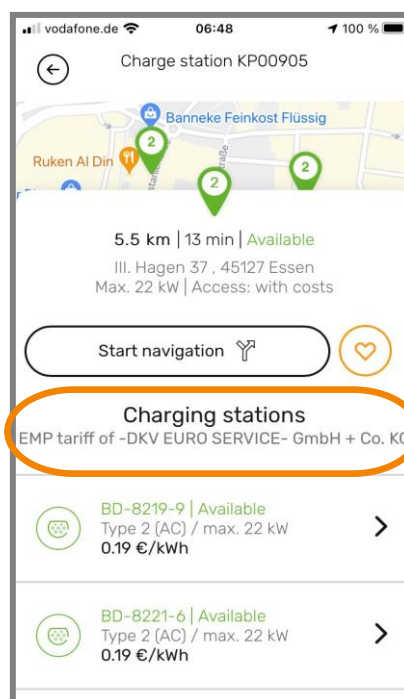 vodafone.de 06:48 100 %
Charge station KP00905
Banneke Feinkost Flüssig
2
Ruken Al Din
2
2
5.5 km | 13 min | Available
III. Hagen 37 , 45127 Essen
Max. 22 kW | Access: with costs
Start navigation
Charging stations
EMP tariff of -DKV EURO SERVICE- GmbH + Co. KG
BD-8219-9 | Available
Type 2 (AC) / max. 22 kW
0.19 €/kWh
BD-8221-6 | Available
Type 2 (AC) / max. 22 kW
0.19 €/kWh